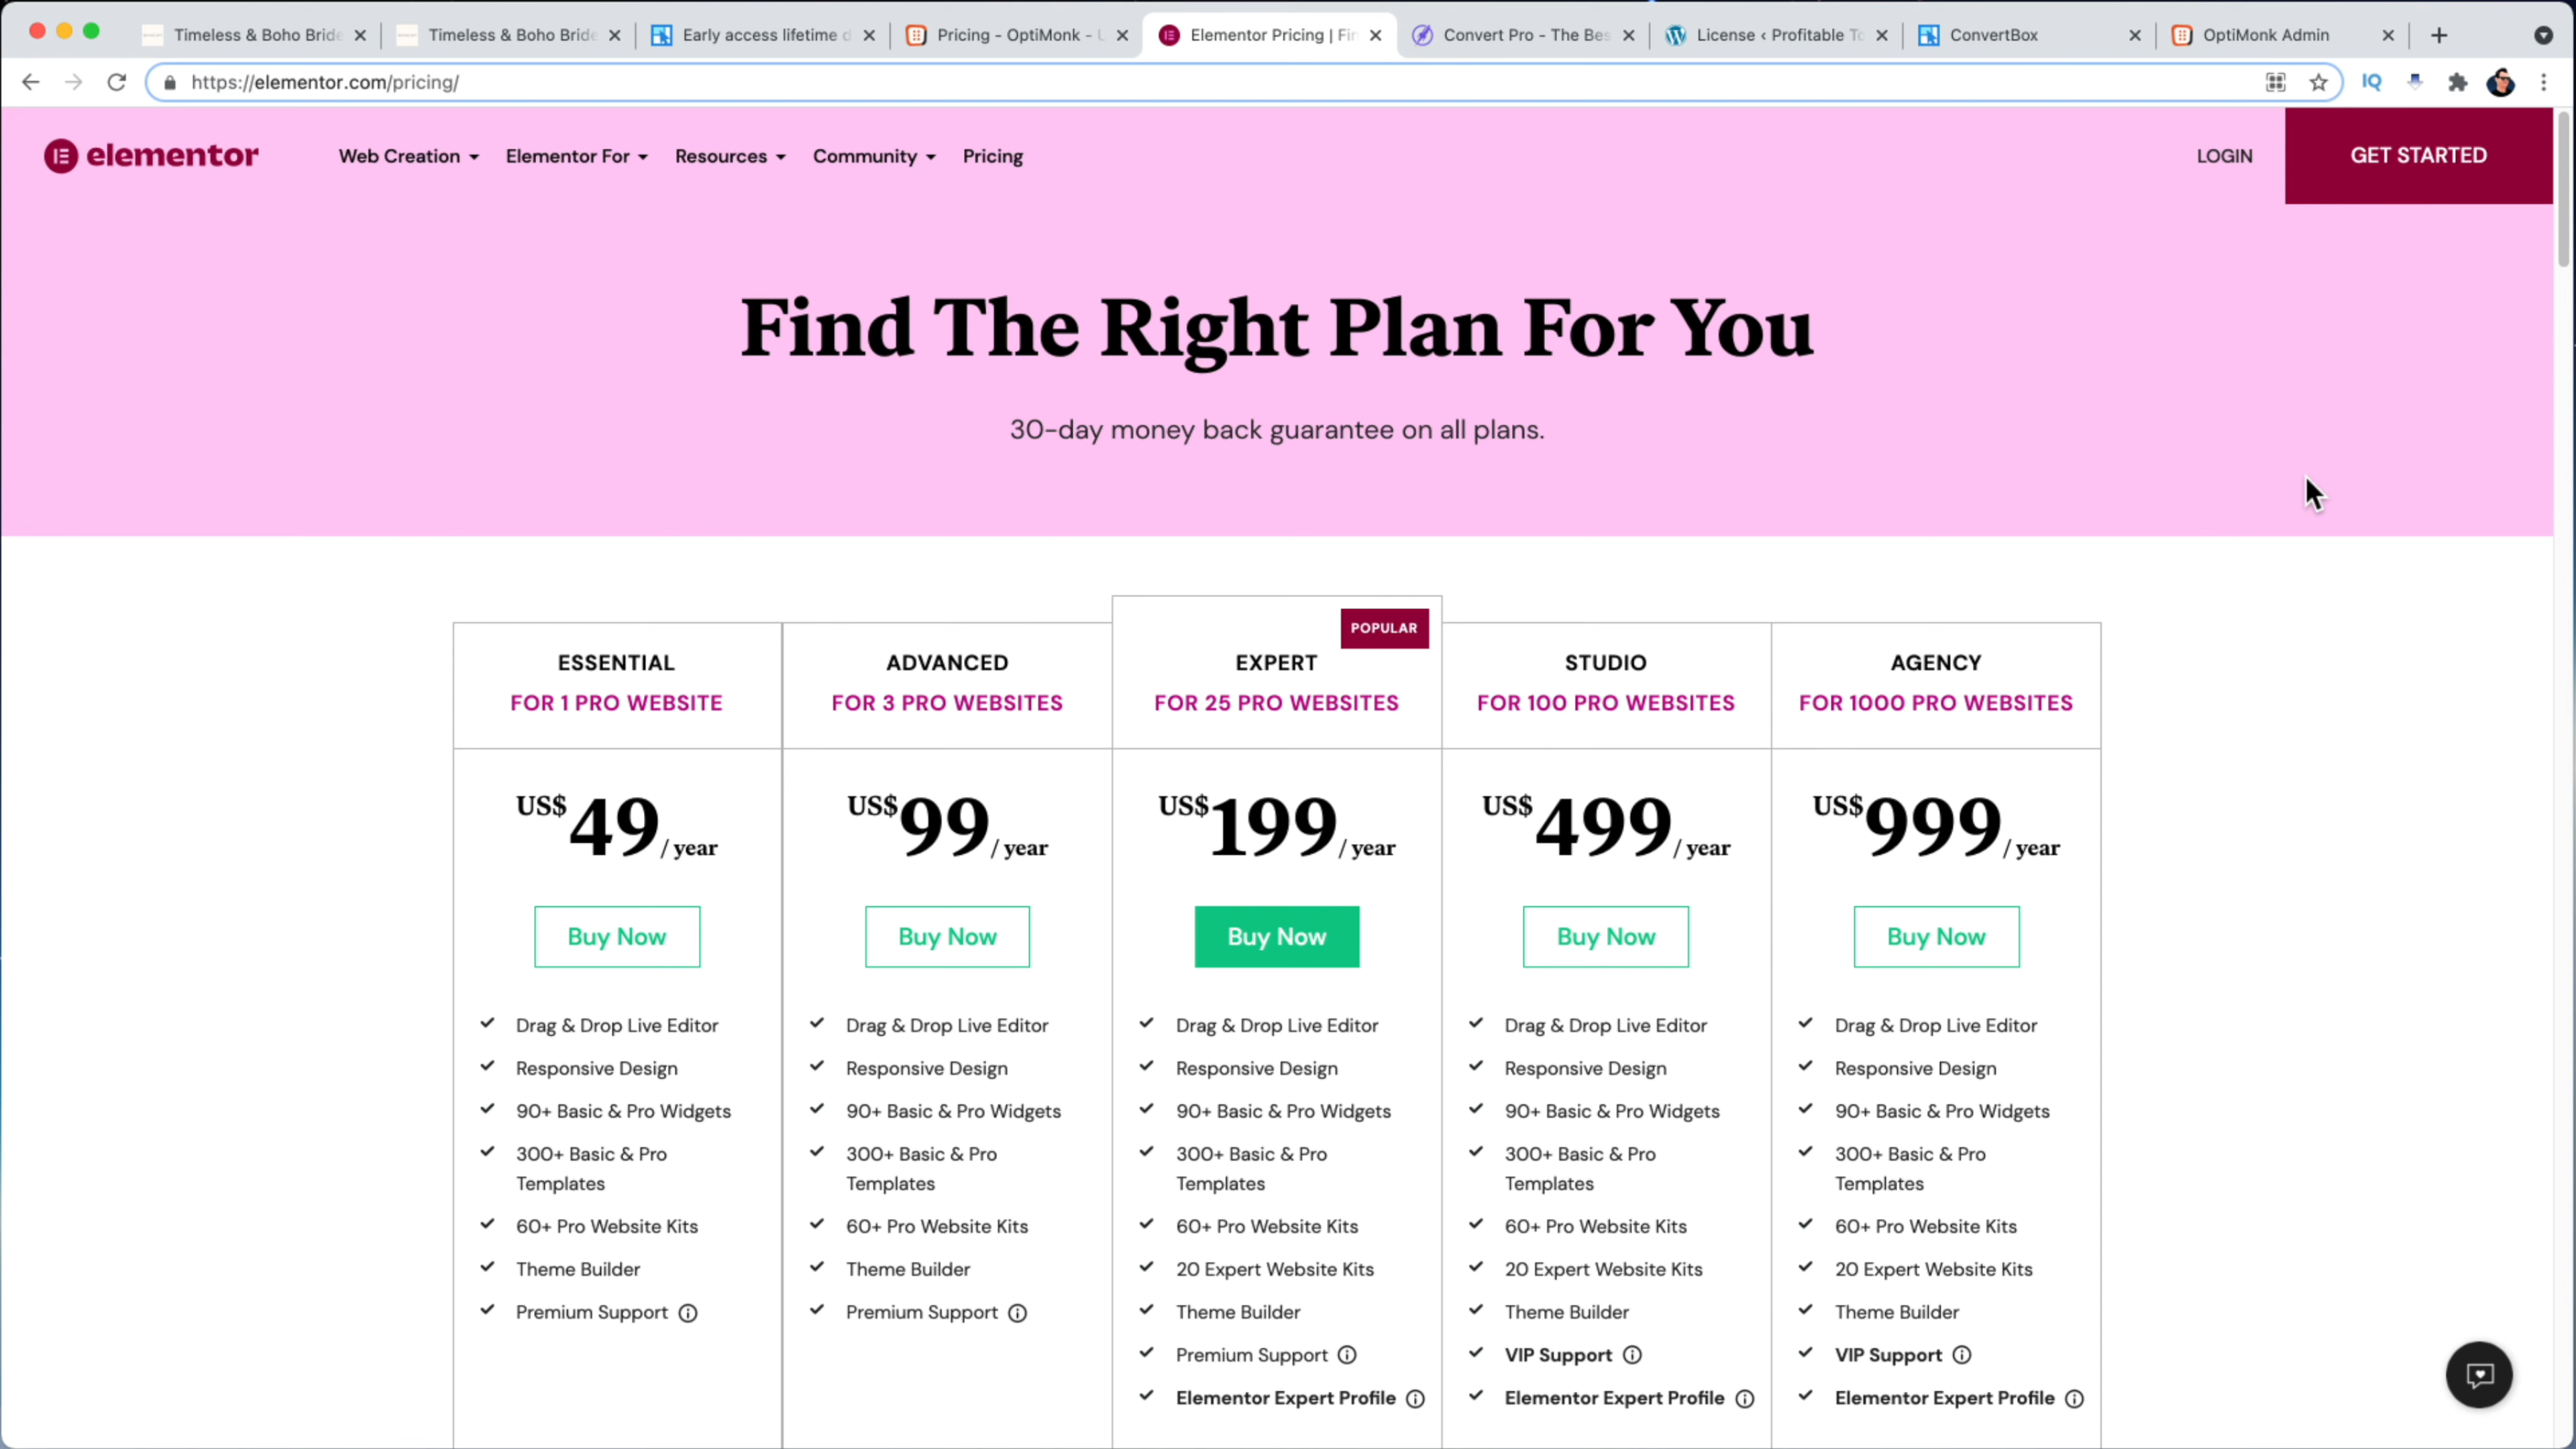 Timeless & Boho Bride
Timeless & Boho Bride
Early access lifetime d
Pricing - OptiMonk - U
Elementor Pricing | Fin
Convert Pro - The Bes
License ‹ Profitable To
ConvertBox
OptiMonk Admin
https://elementor.com/pricing/
IQ
elementor
Web Creation
Elementor For
Resources
Community
Pricing
LOGIN
GET STARTED
Find The Right Plan For You
30-day money back guarantee on all plans.
ESSENTIAL
FOR 1 PRO WEBSITE
US$49/ year
Buy Now
Drag & Drop Live Editor
Responsive Design
90+ Basic & Pro Widgets
300+ Basic & Pro
Templates
60+ Pro Website Kits
Theme Builder
Premium Support
ADVANCED
FOR 3 PRO WEBSITES
US$99/ year
Buy Now
Drag & Drop Live Editor
Responsive Design
90+ Basic & Pro Widgets
300+ Basic & Pro
Templates
60+ Pro Website Kits
Theme Builder
Premium Support
POPULAR
EXPERT
FOR 25 PRO WEBSITES
US$199/ year
Buy Now
Drag & Drop Live Editor
Responsive Design
90+ Basic & Pro Widgets
300+ Basic & Pro
Templates
60+ Pro Website Kits
20 Expert Website Kits
Theme Builder
Premium Support
Elementor Expert Profile
STUDIO
FOR 100 PRO WEBSITES
US$499/ year
Buy Now
Drag & Drop Live Editor
Responsive Design
90+ Basic & Pro Widgets
300+ Basic & Pro
Templates
60+ Pro Website Kits
20 Expert Website Kits
Theme Builder
VIP Support
Elementor Expert Profile
AGENCY
FOR 1000 PRO WEBSITES
US$999/ year
Buy Now
Drag & Drop Live Editor
Responsive Design
90+ Basic & Pro Widgets
300+ Basic & Pro
Templates
60+ Pro Website Kits
20 Expert Website Kits
Theme Builder
VIP Support
Elementor Expert Profile